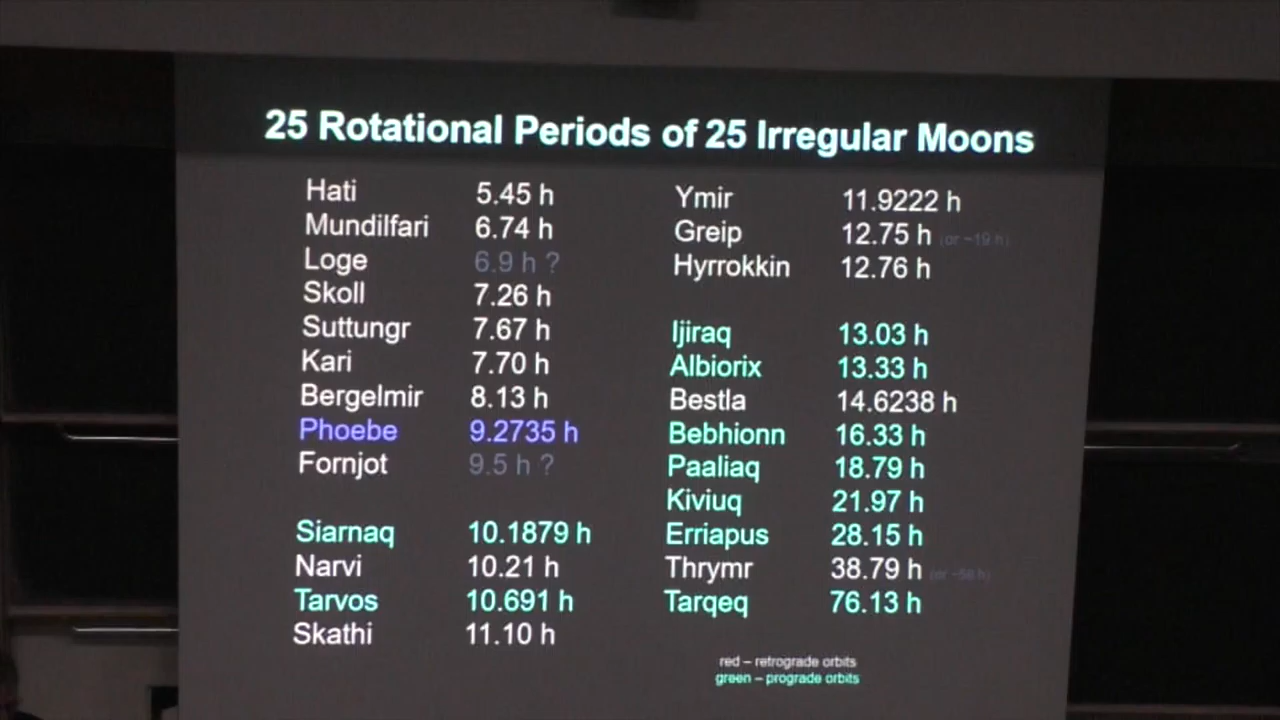 25 Rotational Periods of 25 Irregular Moons
Hati 5.45 h
Mundilfari 6.74 h
Loge 6.9 h ?
Skoll 7.26 h
Suttungr 7.67 h
Kari 7.70 h
Bergelmir 8.13 h
Phoebe 9.2735 h
Fornjot 9.5 h ?
Siarnaq 10.1879 h
Narvi 10.21 h
Tarvos 10.691 h
Skathi 11.10 h
Ymir 11.9222 h
Greip 12.75 h (or ~19 h)
Hyrrokkin 12.76 h
Ijiraq 13.03 h
Albiorix 13.33 h
Bestla 14.6238 h
Bebhionn 16.33 h
Paaliaq 18.79 h
Kiviuq 21.97 h
Erriapus 28.15 h
Thrymr 38.79 h (or
Tarqeq 76.13 h
red – retrograde orbits
green – prograde orbits